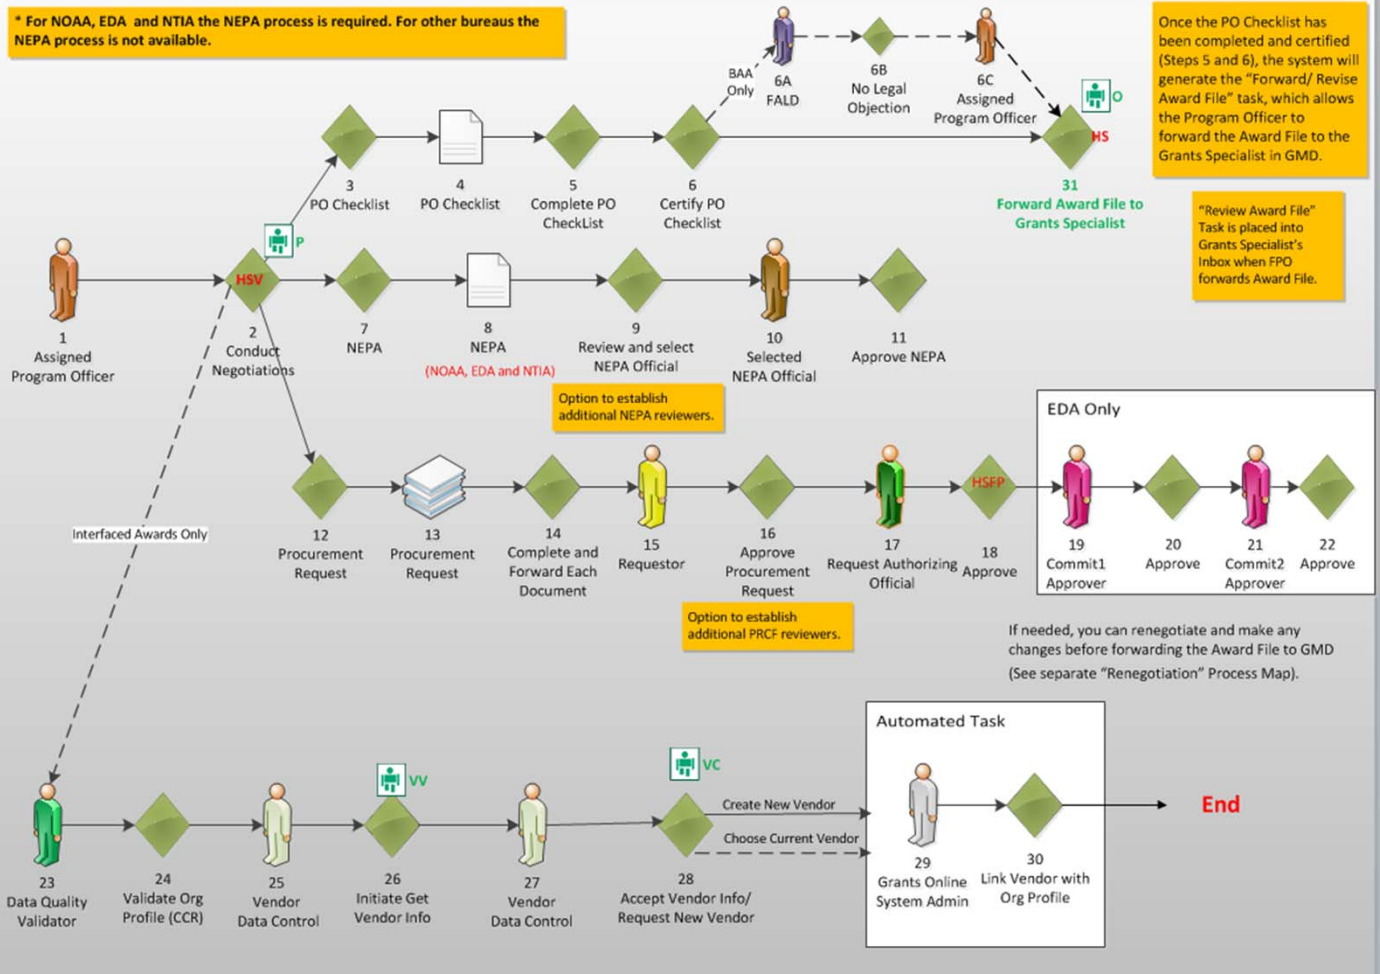 * For NOAA, EDA and NTIA the NEPA process is required. For other bureaus the
NEPA process is not available.
BAA
Only
6A
FALD
6B
No Legal
Objection
6C
Assigned
Program Officer
O
HS
Once the PO Checklist has
been completed and certified
(Steps 5 and 6), the system will
generate the "Forward/ Revise
Award File" task, which allows
the Program Officer to
forward the Award File to the
Grants Specialist in GMD.
3
PO Checklist
4
PO Checklist
5
Complete PO
CheckList
6
Certify PO
Checklist
31
Forward Award File to
Grants Specialist
"Review Award File"
Task is placed into
Grants Specialist's
Inbox when FPO
forwards Award File.
P
HSV
1
Assigned
Program Officer
2
Conduct
Negotiations
7
NEPA
8
NEPA
(NOAA, EDA and NTIA)
9
Review and select
NEPA Official
10
Selected
NEPA Official
11
Approve NEPA
Option to establish
additional NEPA reviewers.
EDA Only
HSFP
Interfaced Awards Only
12
Procurement
Request
13
Procurement
Request
14
Complete and
Forward Each
Document
15
Requestor
16
Approve
Procurement
Request
17
Request Authorizing
Official
18
Approve
19
Commit1
Approver
20
Approve
21
Commit2
Approver
22
Approve
Option to establish
additional PRCF reviewers.
If needed, you can renegotiate and make any
changes before forwarding the Award File to GMD
(See separate "Renegotiation" Process Map).
Automated Task
VV
VC
Create New Vendor
Choose Current Vendor
End
23
Data Quality
Validator
24
Validate Org
Profile (CCR)
25
Vendor
Data Control
26
Initiate Get
Vendor Info
27
Vendor
Data Control
28
Accept Vendor Info/
Request New Vendor
29
Grants Online
System Admin
30
Link Vendor with
Org Profile